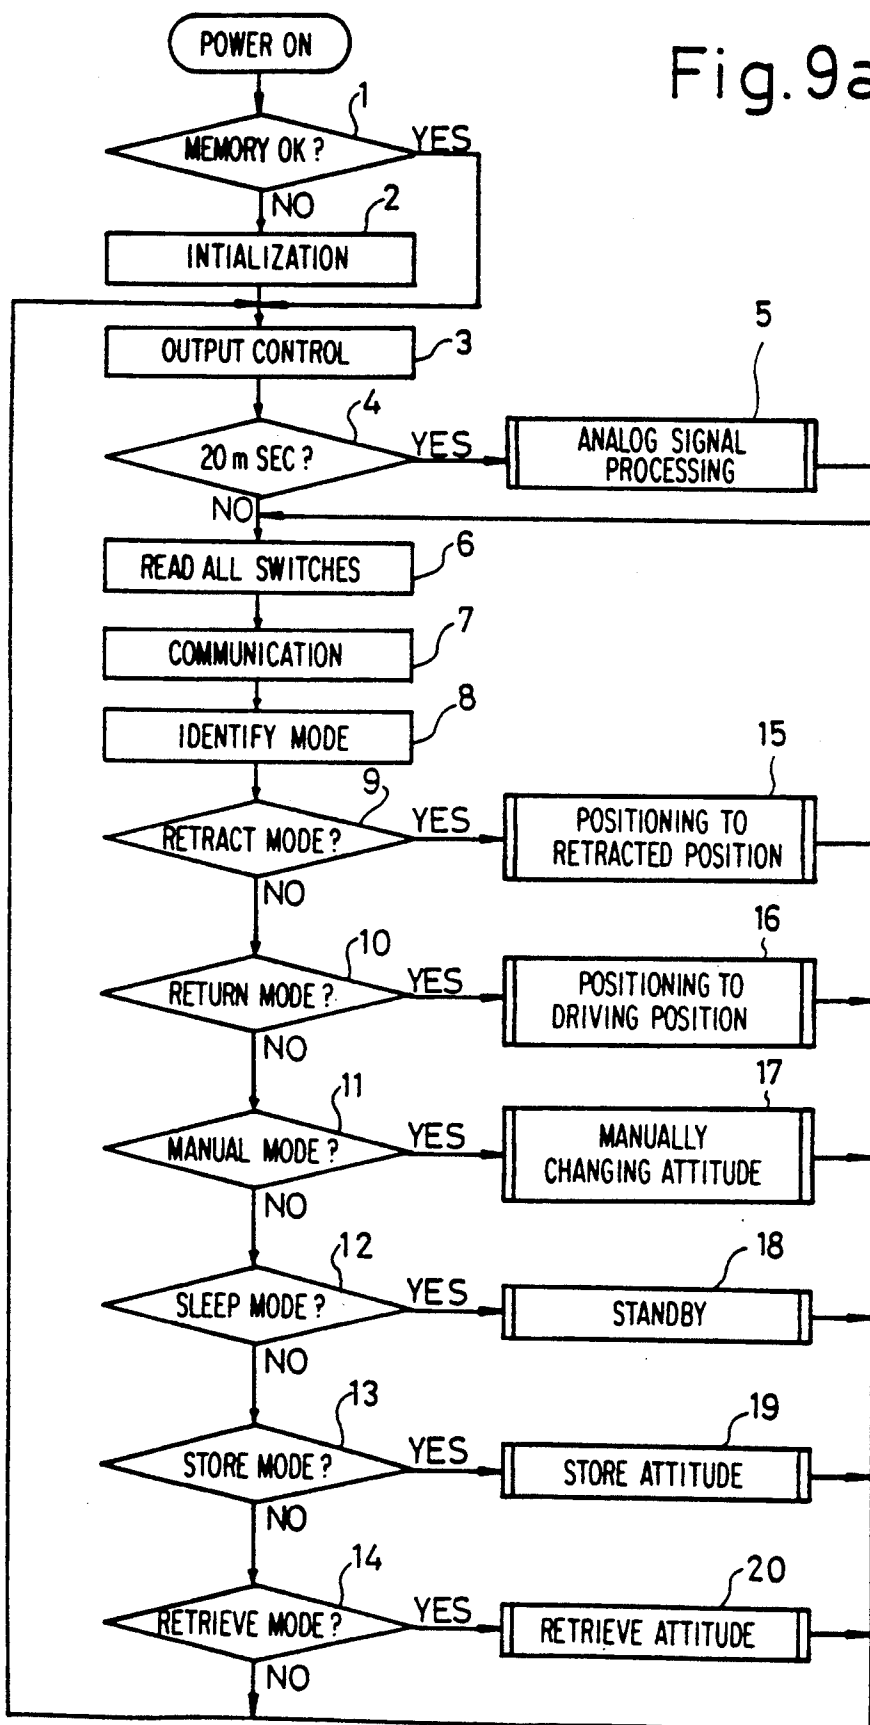 POWER ON
Fig. 9a
1
MEMORY OK ?
YES
NO
2
INTIALIZATION
OUTPUT CONTROL
3
4
20 m SEC ?
YES
5
ANALOG SIGNAL
PROCESSING
NO
READ ALL SWITCHES
6
COMMUNICATION
7
IDENTIFY MODE
8
9
RETRACT MODE ?
YES
15
POSITIONING TO
RETRACTED POSITION
NO
10
RETURN MODE ?
YES
16
POSITIONING TO
DRIVING POSITION
NO
11
MANUAL MODE ?
YES
17
MANUALLY
CHANGING ATTITUDE
NO
12
SLEEP MODE ?
YES
18
STANDBY
NO
13
STORE MODE ?
YES
19
STORE ATTITUDE
NO
14
RETRIEVE MODE ?
YES
20
RETRIEVE ATTITUDE
NO